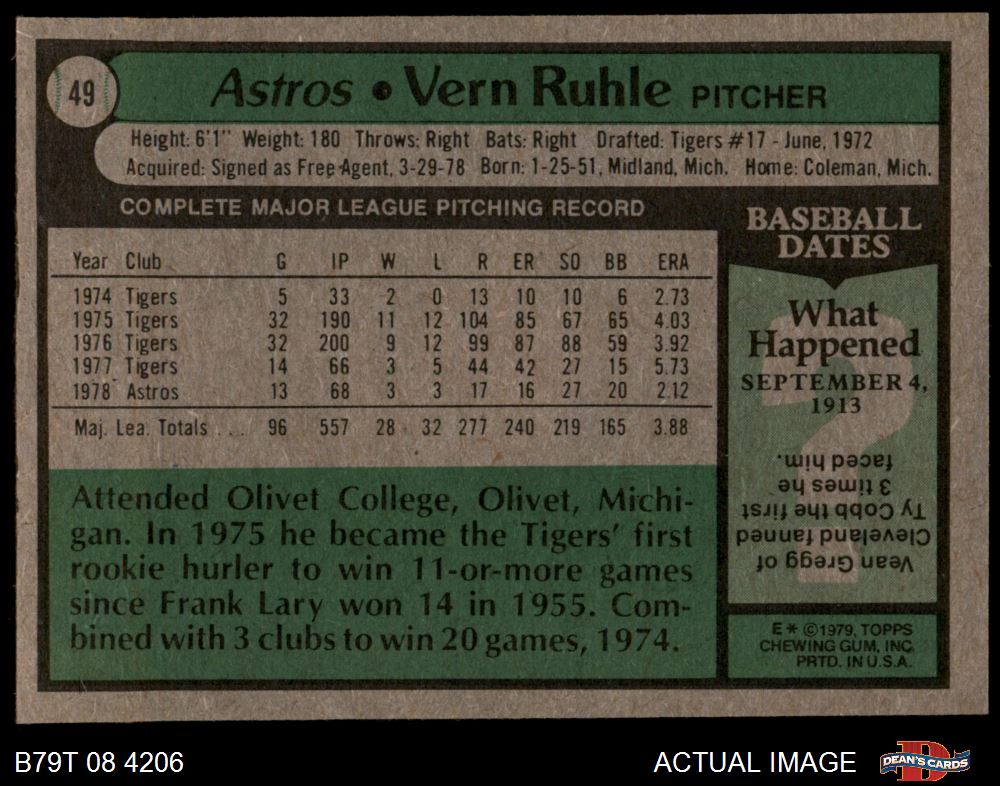 49
Astros • Vern Ruhle PITCHER
Height: 6'1" Weight: 180 Throws: Right Bats: Right Drafted: Tigers #17 - June, 1972
Acquired: Signed as Free Agent, 3-29-78 Born: 1-25-51, Midland, Mich. Home: Coleman, Mich.
COMPLETE MAJOR LEAGUE PITCHING RECORD
Year Club G IP W L R ER SO BB ERA
1974 Tigers 5 33 2 0 13 10 10 6 2.73
1975 Tigers 32 190 11 12 104 85 67 65 4.03
1976 Tigers 32 200 9 12 99 87 88 59 3.92
1977 Tigers 14 66 3 5 44 42 27 15 5.73
1978 Astros 13 68 3 3 17 16 27 20 2.12
Maj. Lea. Totals . . . 96 557 28 32 277 240 219 165 3.88
Attended Olivet College, Olivet, Michi-
gan. In 1975 he became the Tigers' first
rookie hurler to win 11-or-more games
since Frank Lary won 14 in 1955. Com-
bined with 3 clubs to win 20 games, 1974.
BASEBALL
DATES
What
Happened
SEPTEMBER 4,
1913
?
Vean Gregg of
Cleveland fanned
Ty Cobb the first
3 times he
faced him.
E * ©1979, TOPPS
CHEWING GUM, INC.
PRTD. IN U.S.A.
B79T 08 4206
ACTUAL IMAGE
D
DEAN'S CARDS